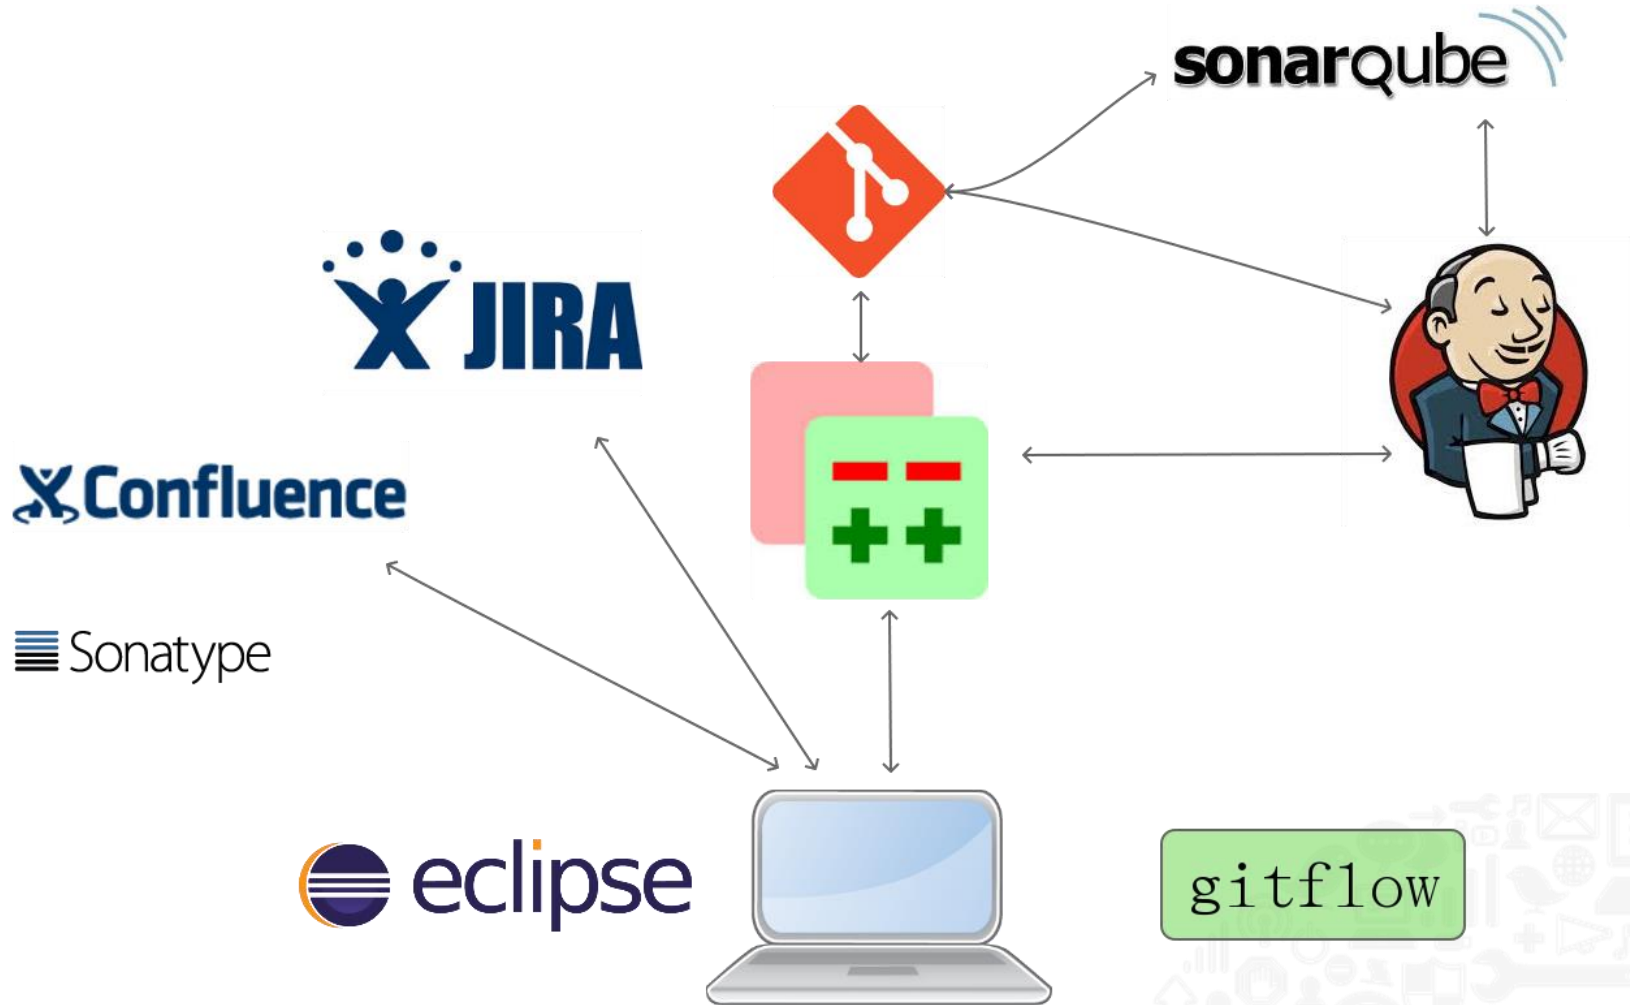 sonarqube
JIRA
Confluence
Sonatype
eclipse
gitflow